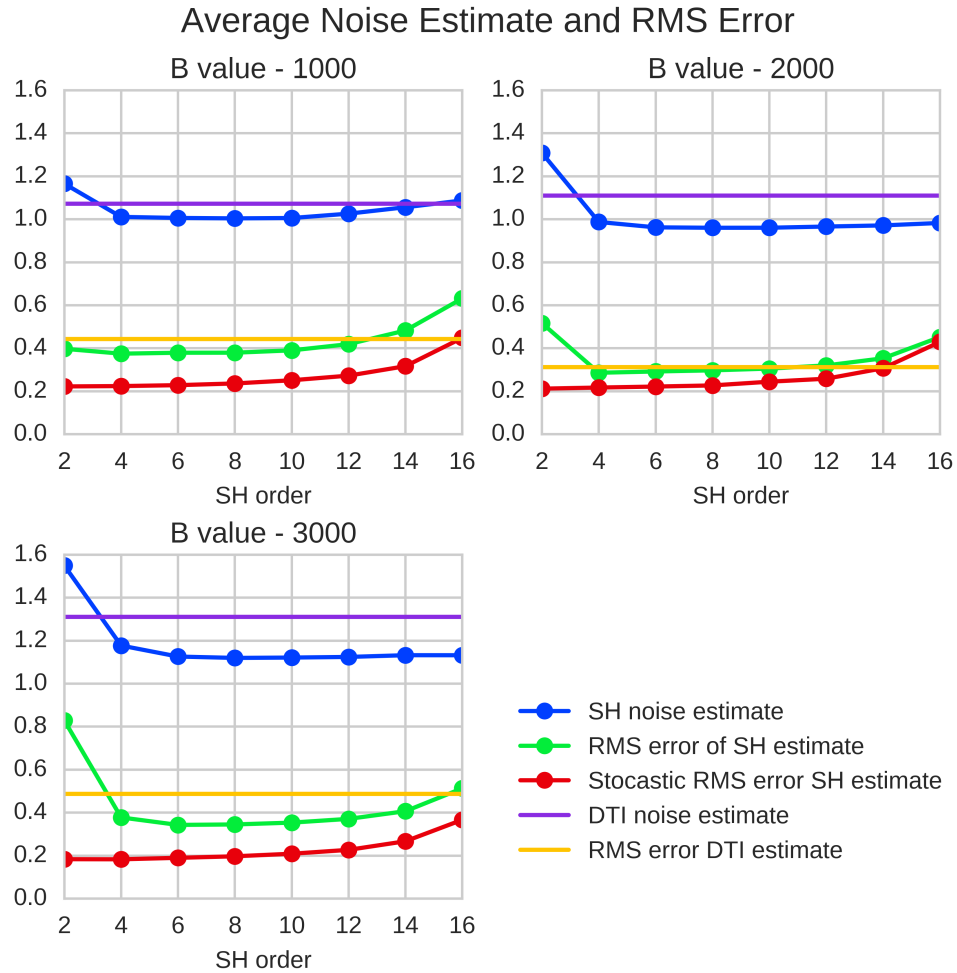 Average Noise Estimate and RMS Error
B value - 1000
1.6
1.4
1.2
1.0
0.8
0.6
0.4
0.2
0.0
2 4 6 8 10 12 14 16
SH order
B value - 2000
1.6
1.4
1.2
1.0
0.8
0.6
0.4
0.2
0.0
2 4 6 8 10 12 14 16
SH order
B value - 3000
1.6
1.4
1.2
1.0
0.8
0.6
0.4
0.2
0.0
2 4 6 8 10 12 14 16
SH order
SH noise estimate
RMS error of SH estimate
Stocastic RMS error SH estimate
DTI noise estimate
RMS error DTI estimate